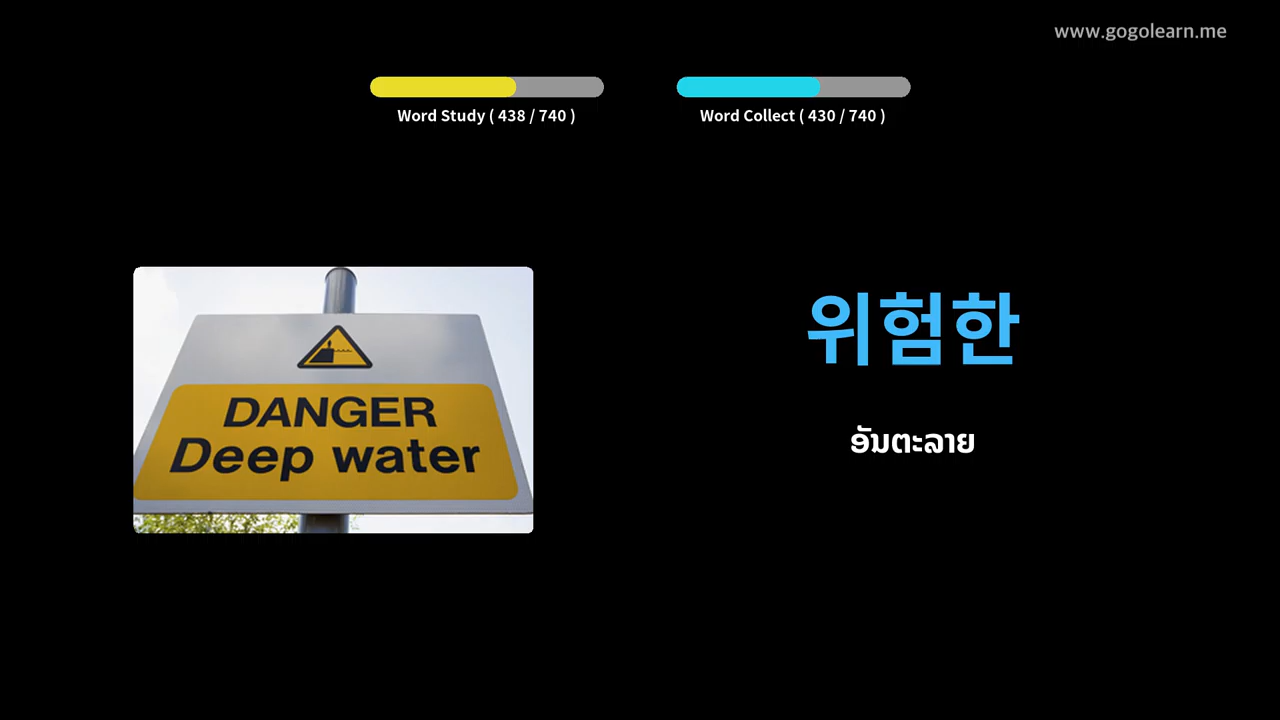 www.gogolearn.me
Word Study ( 438 / 740 )
Word Collect ( 430 / 740 )
DANGER
Deep water
위험한
ອັນຕະລາຍ